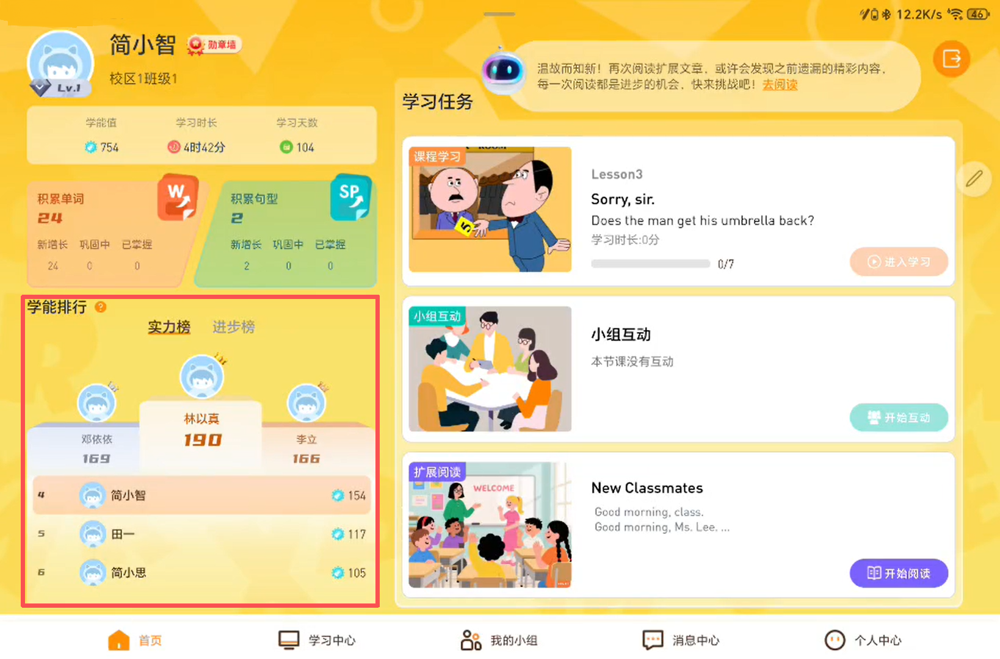 12.2K/s 46
简小智 勋章墙
校区1班级1
Lv.1
温故而知新！再次阅读扩展文章，或许会发现之前遗漏的精彩内容，
每一次阅读都是进步的机会，快来挑战吧！去阅读
学能值 学习时长 学习天数
754 4时42分 104
积累单词
24
W
新增长 巩固中 已掌握
24 0 0
积累句型
2
SP
新增长 巩固中 已掌握
2 0 0
学能排行 ?
实力榜 进步榜
林以真
190
邓依依
169
李立
166
4 简小智 154
5 田一 117
6 简小思 105
学习任务
课程学习
ROOM
5
Lesson3
Sorry, sir.
Does the man get his umbrella back?
学习时长:0分
0/7
进入学习
小组互动
小组互动
本节课没有互动
开始互动
扩展阅读
WELCOME
New Classmates
Good morning, class.
Good morning, Ms. Lee. ...
开始阅读
首页 学习中心 我的小组 消息中心 个人中心